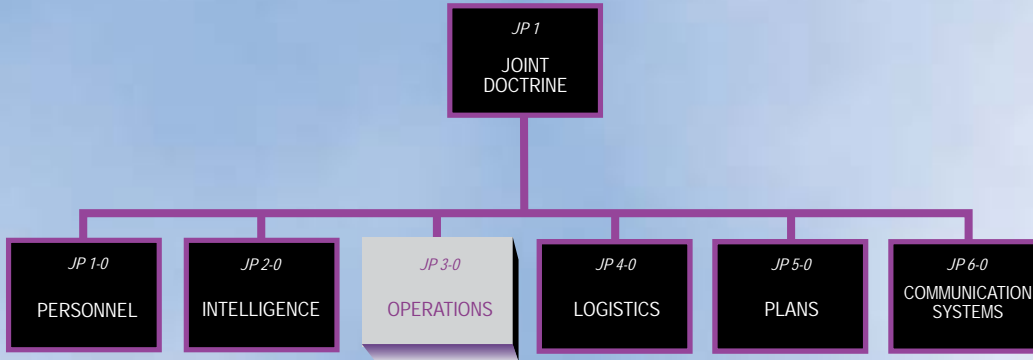 JP 1
JOINT
DOCTRINE
JP 1-0
PERSONNEL
JP 2-0
INTELLIGENCE
JP 3-0
OPERATIONS
JP 4-0
LOGISTICS
JP 5-0
PLANS
JP 6-0
COMMUNICATION
SYSTEMS